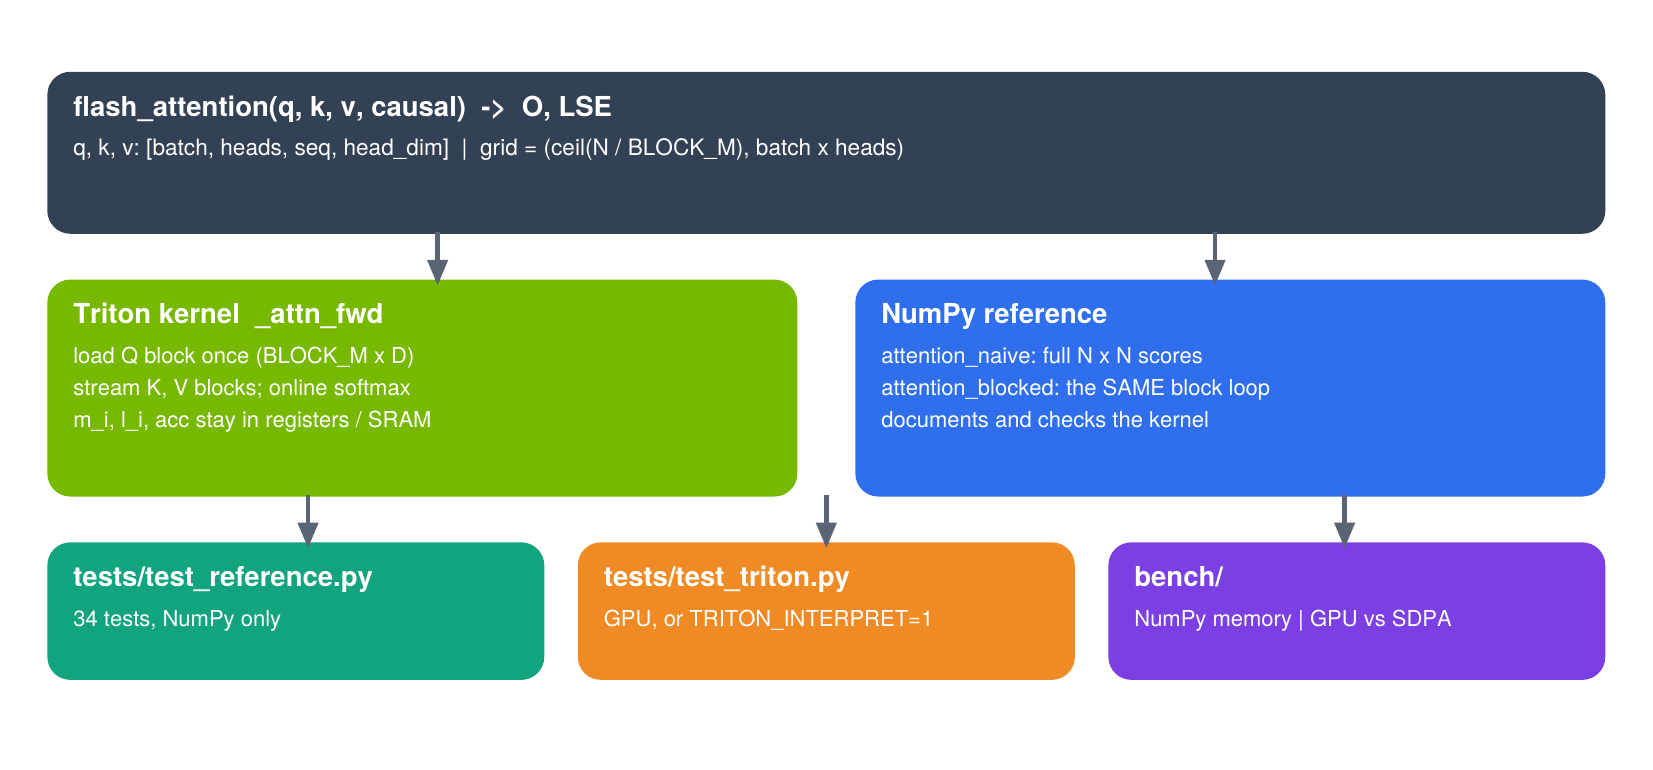 flash_attention(q, k, v, causal)  ->  O, LSE
q, k, v: [batch, heads, seq, head_dim]  |  grid = (ceil(N / BLOCK_M), batch x heads)
Triton kernel  _attn_fwd
load Q block once (BLOCK_M x D)
stream K, V blocks; online softmax
m_i, l_i, acc stay in registers / SRAM
NumPy reference
attention_naive: full N x N scores
attention_blocked: the SAME block loop
documents and checks the kernel
tests/test_reference.py
34 tests, NumPy only
tests/test_triton.py
GPU, or TRITON_INTERPRET=1
bench/
NumPy memory | GPU vs SDPA